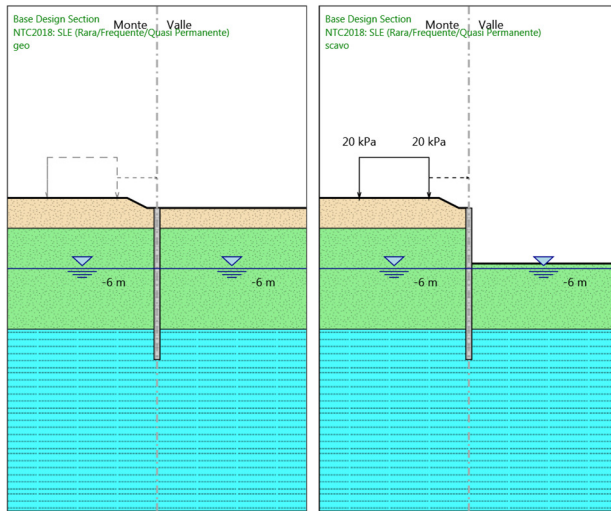 Monte Valle
Base Design Section
NTC2018: SLE (Rara/Frequente/Quasi Permanente)
geo
-6 m
-6 m
Monte Valle
Base Design Section
NTC2018: SLE (Rara/Frequente/Quasi Permanente)
scavo
20 kPa 20 kPa
-6 m
-6 m